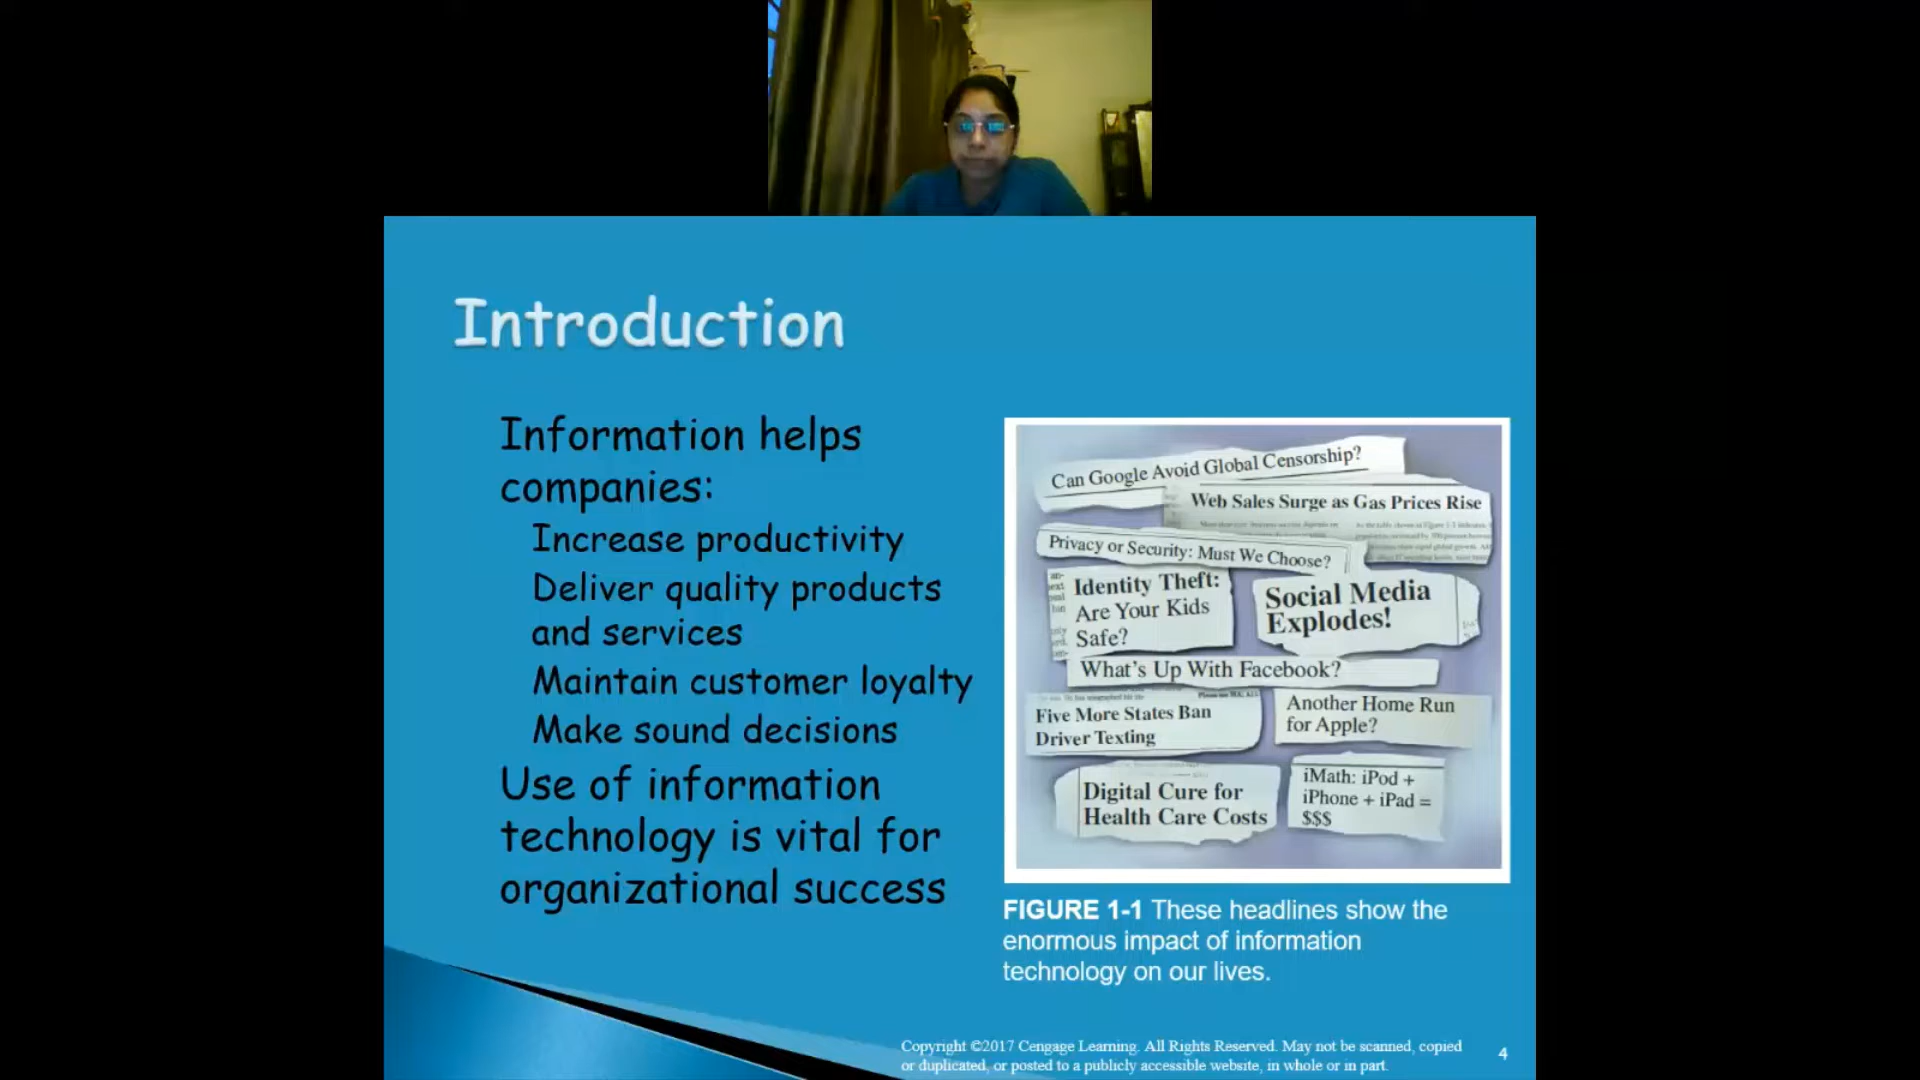 Introduction
Information helps
companies:
Increase productivity
Deliver quality products
and services
Maintain customer loyalty
Make sound decisions
Use of information
technology is vital for
organizational success
Can Google Avoid Global Censorship?
Web Sales Surge as Gas Prices Rise
Privacy or Security: Must We Choose?
Identity Theft:
Are Your Kids
Safe?
Social Media
Explodes!
What's Up With Facebook?
Five More States Ban
Driver Texting
Another Home Run
for Apple?
Digital Cure for
Health Care Costs
iMath: iPod +
iPhone + iPad =
$$$
FIGURE 1-1 These headlines show the
enormous impact of information
technology on our lives.
Copyright ©2017 Cengage Learning. All Rights Reserved. May not be scanned, copied
or duplicated, or posted to a publicly accessible website, in whole or in part.
4